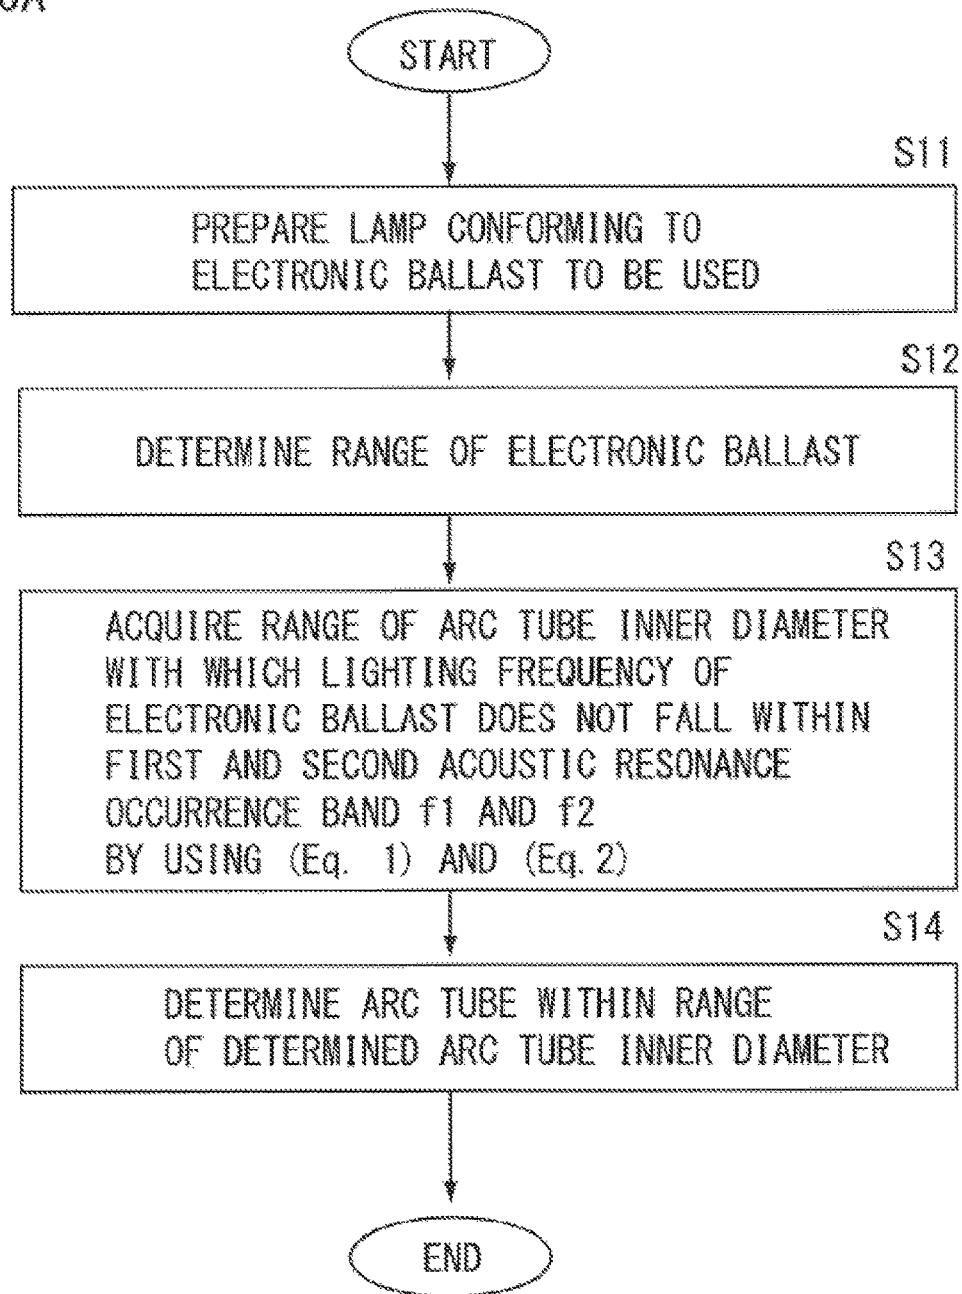 START
S11
PREPARE LAMP CONFORMING TO
ELECTRONIC BALLAST TO BE USED
S12
DETERMINE RANGE OF ELECTRONIC BALLAST
S13
ACQUIRE RANGE OF ARC TUBE INNER DIAMETER
WITH WHICH LIGHTING FREQUENCY OF
ELECTRONIC BALLAST DOES NOT FALL WITHIN
FIRST AND SECOND ACOUSTIC RESONANCE
OCCURRENCE BAND f1 AND f2
BY USING (Eq. 1) AND (Eq. 2)
S14
DETERMINE ARC TUBE WITHIN RANGE
OF DETERMINED ARC TUBE INNER DIAMETER
END